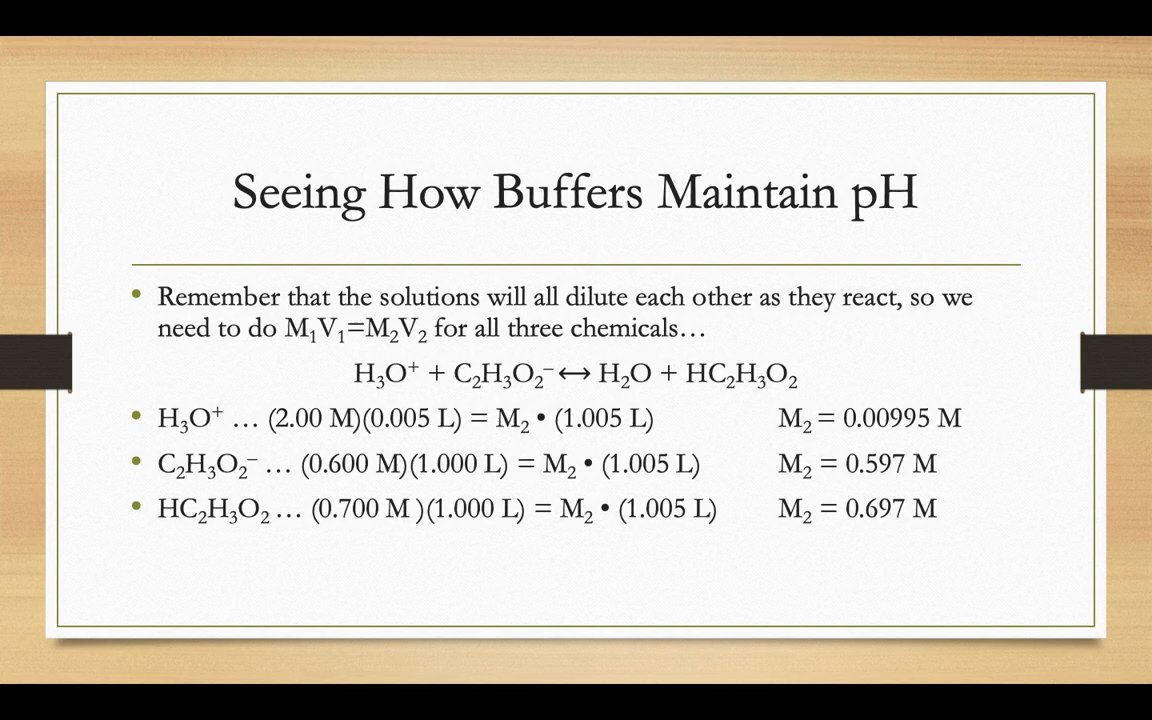 Seeing How Buffers Maintain pH
• Remember that the solutions will all dilute each other as they react, so we
need to do M₁V₁=M₂V₂ for all three chemicals…
H₃O⁺ + C₂H₃O₂⁻ ⟷ H₂O + HC₂H₃O₂
• H₃O⁺ … (2.00 M)(0.005 L) = M₂ • (1.005 L) M₂ = 0.00995 M
• C₂H₃O₂⁻ … (0.600 M)(1.000 L) = M₂ • (1.005 L) M₂ = 0.597 M
• HC₂H₃O₂ … (0.700 M )(1.000 L) = M₂ • (1.005 L) M₂ = 0.697 M